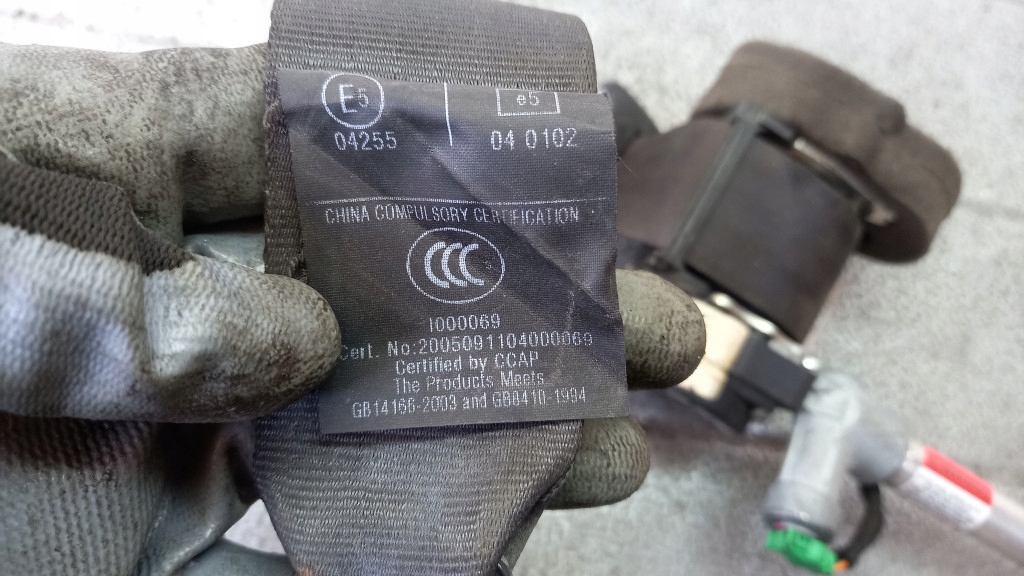 E5
04255
e5
04 0102
CHINA COMPULSORY CERTIFICATION
CCC
I000069
Cert. No:2005091104000069
Certified by CCAP
The Products Meets
GB14166-2003 and GB8410-1994